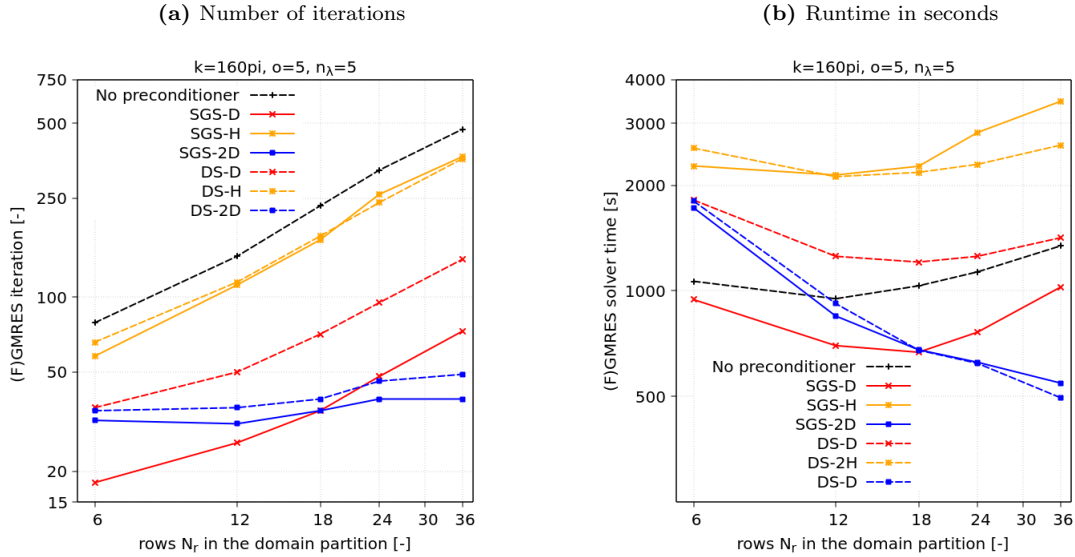 (a) Number of iterations
k=160pi, o=5, nλ=5
(F)GMRES iteration [-]
750
500
250
100
50
20
15
No preconditioner
SGS-D
SGS-H
SGS-2D
DS-D
DS-H
DS-2D
6 12 18 24 30 36
rows Nr in the domain partition [-]
(b) Runtime in seconds
k=160pi, o=5, nλ=5
(F)GMRES solver time [s]
4000
3000
2000
1000
500
No preconditioner
SGS-D
SGS-H
SGS-2D
DS-D
DS-2H
DS-D
6 12 18 24 30 36
rows Nr in the domain partition [-]